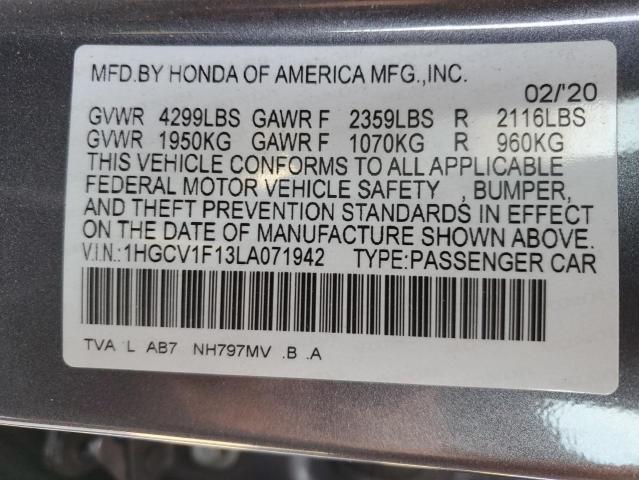 MFD.BY HONDA OF AMERICA MFG.,INC.
02/'20
GVWR 4299LBS GAWR F 2359LBS R 2116LBS
GVWR 1950KG GAWR F 1070KG R 960KG
THIS VEHICLE CONFORMS TO ALL APPLICABLE
FEDERAL MOTOR VEHICLE SAFETY , BUMPER,
AND THEFT PREVENTION STANDARDS IN EFFECT
ON THE DATE OF MANUFACTURE SHOWN ABOVE.
V.I.N.:1HGCV1F13LA071942 TYPE:PASSENGER CAR
TVA L AB7 NH797MV .B .A